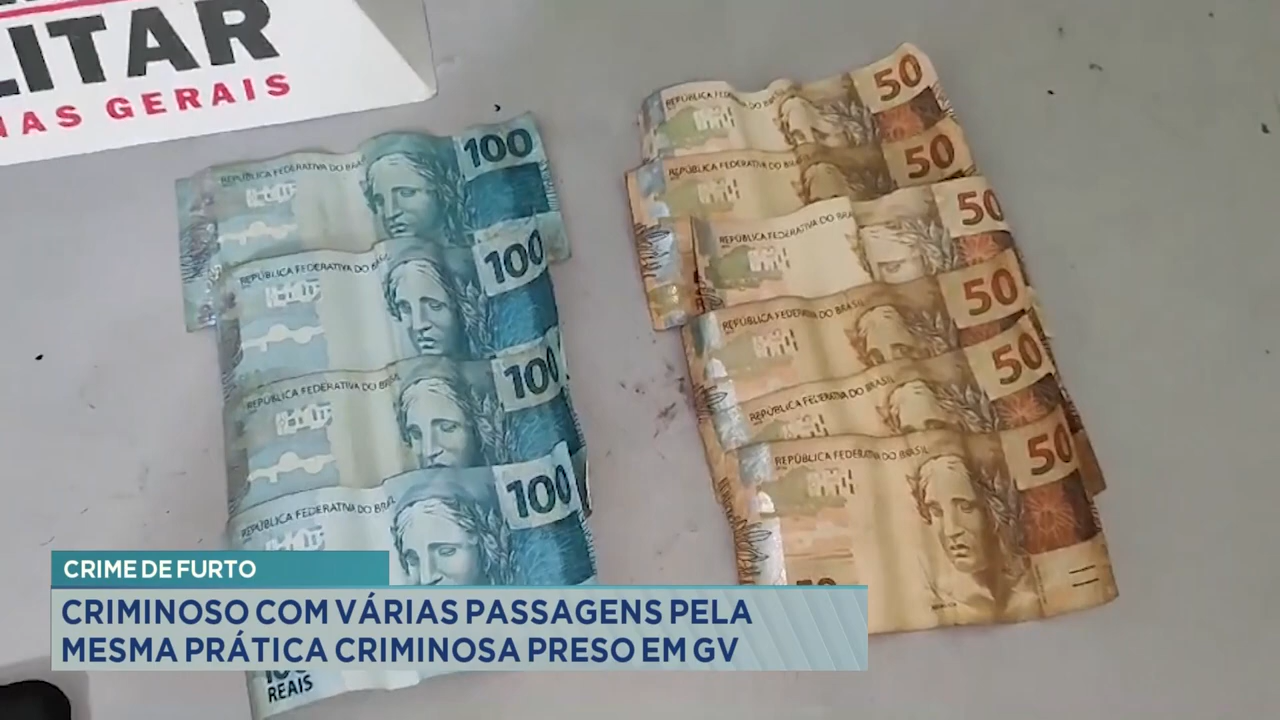 LITAR
NAS GERAIS
REPÚBLICA FEDERATIVA DO BRASIL
100
REPÚBLICA FEDERATIVA DO BRASIL
100
REPÚBLICA FEDERATIVA DO BRASIL
100
REPÚBLICA FEDERATIVA DO BRASIL
100
REAIS
REPÚBLICA FEDERATIVA DO BRASIL
50
REPÚBLICA FEDERATIVA DO BRASIL
50
REPÚBLICA FEDERATIVA DO BRA
50
REPÚBLICA FEDERATIVA DO BRASIL
50
REPÚBLICA FEDERATIVA DO BRASIL
50
REPÚBLICA FEDERATIVA DO BRASIL
50
CRIME DE FURTO
CRIMINOSO COM VÁRIAS PASSAGENS PELA
MESMA PRÁTICA CRIMINOSA PRESO EM GV